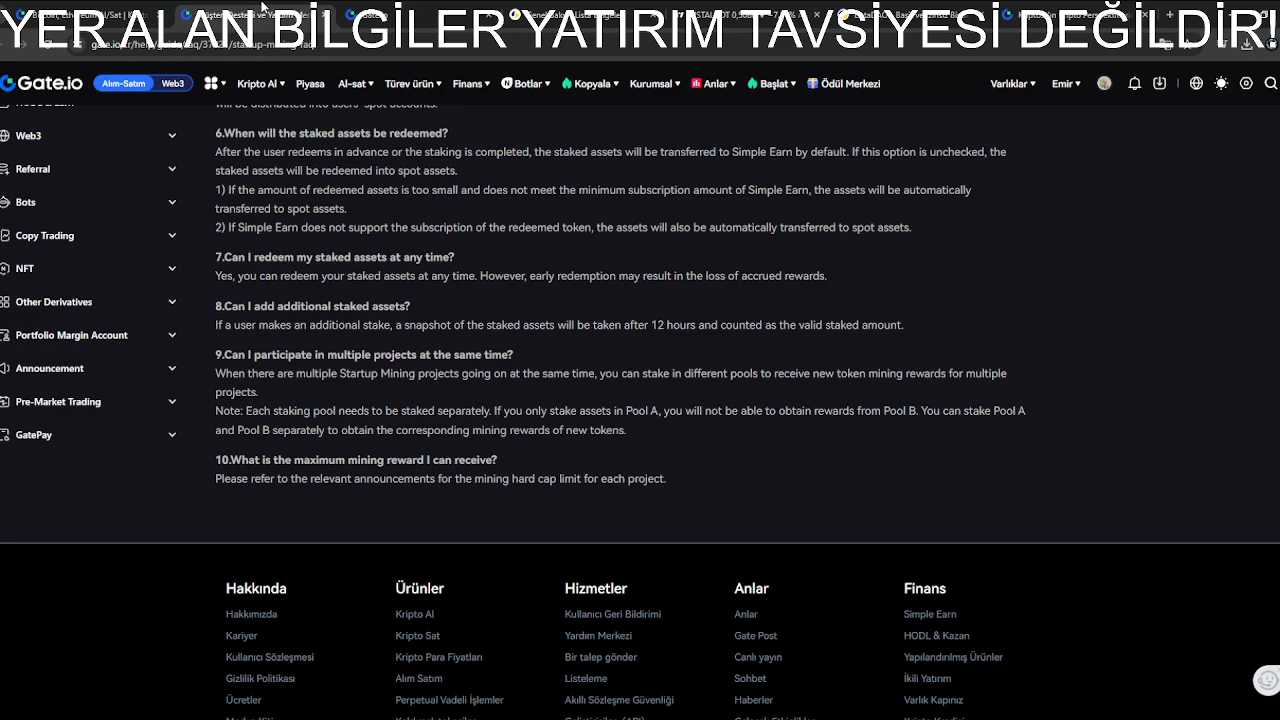 YER ALAN BİLGİLER YATIRIM TAVSİYESİ DEĞİLDİR!
Gate.io
Alım-Satım Web3 Kripto Al Piyasa Al-sat Türev ürün Finans Botlar Kopyala Kurumsal Anlar Başlat Ödül Merkezi Varlıklar Emir
will be distributed into users' spot accounts.
Web3
Referral
Bots
Copy Trading
NFT
Other Derivatives
Portfolio Margin Account
Announcement
Pre-Market Trading
GatePay
6.When will the staked assets be redeemed?
After the user redeems in advance or the staking is completed, the staked assets will be transferred to Simple Earn by default. If this option is unchecked, the
staked assets will be redeemed into spot assets.
1) If the amount of redeemed assets is too small and does not meet the minimum subscription amount of Simple Earn, the assets will be automatically
transferred to spot assets.
2) If Simple Earn does not support the subscription of the redeemed token, the assets will also be automatically transferred to spot assets.
7.Can I redeem my staked assets at any time?
Yes, you can redeem your staked assets at any time. However, early redemption may result in the loss of accrued rewards.
8.Can I add additional staked assets?
If a user makes an additional stake, a snapshot of the staked assets will be taken after 12 hours and counted as the valid staked amount.
9.Can I participate in multiple projects at the same time?
When there are multiple Startup Mining projects going on at the same time, you can stake in different pools to receive new token mining rewards for multiple
projects.
Note: Each staking pool needs to be staked separately. If you only stake assets in Pool A, you will not be able to obtain rewards from Pool B. You can stake Pool A
and Pool B separately to obtain the corresponding mining rewards of new tokens.
10.What is the maximum mining reward I can receive?
Please refer to the relevant announcements for the mining hard cap limit for each project.
Hakkında
Hakkımızda
Kariyer
Kullanıcı Sözleşmesi
Gizlilik Politikası
Ücretler
Ürünler
Kripto Al
Kripto Sat
Kripto Para Fiyatları
Alım Satım
Perpetual Vadeli İşlemler
Hizmetler
Kullanıcı Geri Bildirimi
Yardım Merkezi
Bir talep gönder
Listeleme
Akıllı Sözleşme Güvenliği
Anlar
Anlar
Gate Post
Canlı yayın
Sohbet
Haberler
Finans
Simple Earn
HODL & Kazan
Yapılandırılmış Ürünler
İkili Yatırım
Varlık Kapınız